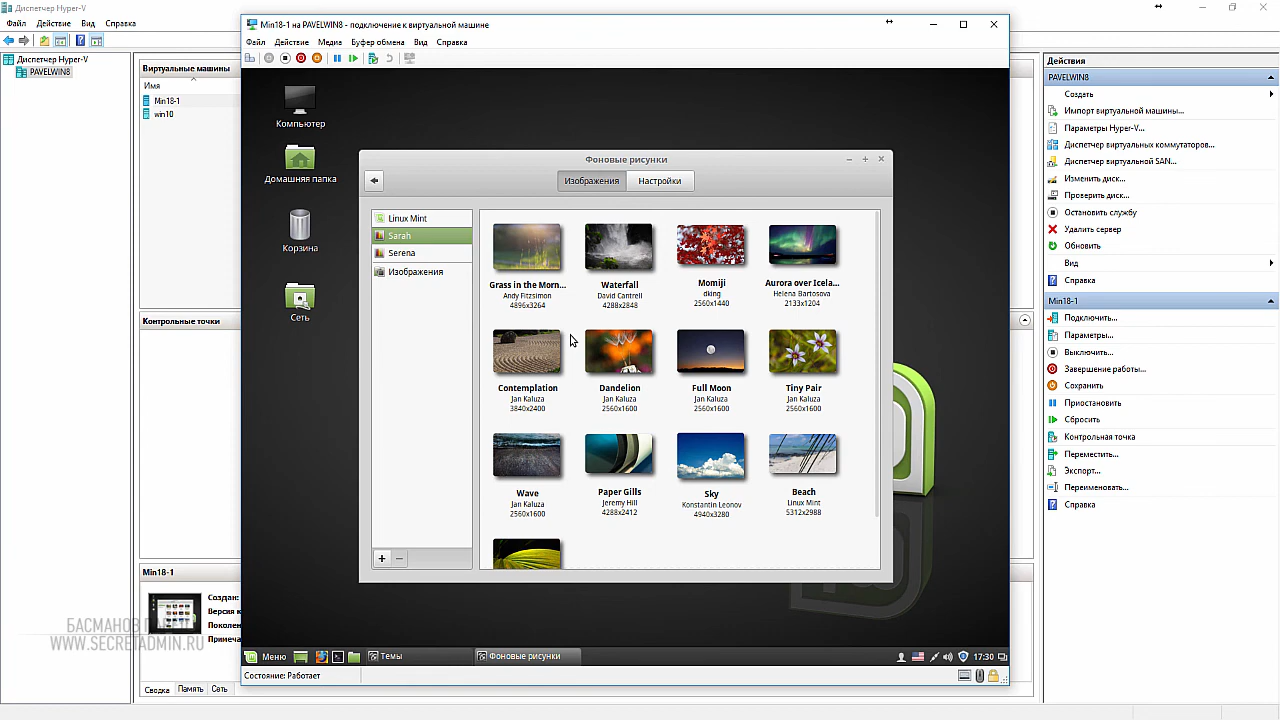 Диспетчер Hyper-V
Файл Действие Вид Справка
Диспетчер Hyper-V
PAVELWIN8
Виртуальные машины
Имя
Min18-1
win10
Контрольные точки
Min18-1
Создан:
Версия к
Поколен
Примеча
Сводка Память Сеть
БАСМАНОВ
WWW.SECRETADMIN.RU
Min18-1 на PAVELWIN8 - подключение к виртуальной машине
Файл Действие Медиа Буфер обмена Вид Справка
Компьютер
Домашняя папка
Корзина
Сеть
Фоновые рисунки
Изображения Настройки
Linux Mint
Sarah
Serena
Изображения
Grass in the Morn... Waterfall Momiji Aurora over Icela...
Andy Fitzsimon David Cantrell dking Helena Bartosova
4896x3264 4288x2848 2560x1440 2133x1204
Contemplation Dandelion Full Moon Tiny Pair
Jan Kaluza Jan Kaluza Jan Kaluza Jan Kaluza
3840x2400 2560x1600 2560x1600 2560x1600
Wave Paper Gills Sky Beach
Jan Kaluza Jeremy Hill Konstantin Leonov Linux Mint
2560x1600 4288x2412 4940x3280 5312x2988
Меню Темы Фоновые рисунки 17:30
Состояние: Работает
Действия
PAVELWIN8
Создать
Импорт виртуальной машины...
Параметры Hyper-V...
Диспетчер виртуальных коммутаторов...
Диспетчер виртуальной SAN...
Изменить диск...
Проверить диск...
Остановить службу
Удалить сервер
Обновить
Вид
Справка
Min18-1
Подключить...
Параметры...
Выключить...
Завершение работы...
Сохранить
Приостановить
Сбросить
Контрольная точка
Переместить...
Экспорт...
Переименовать...
Справка